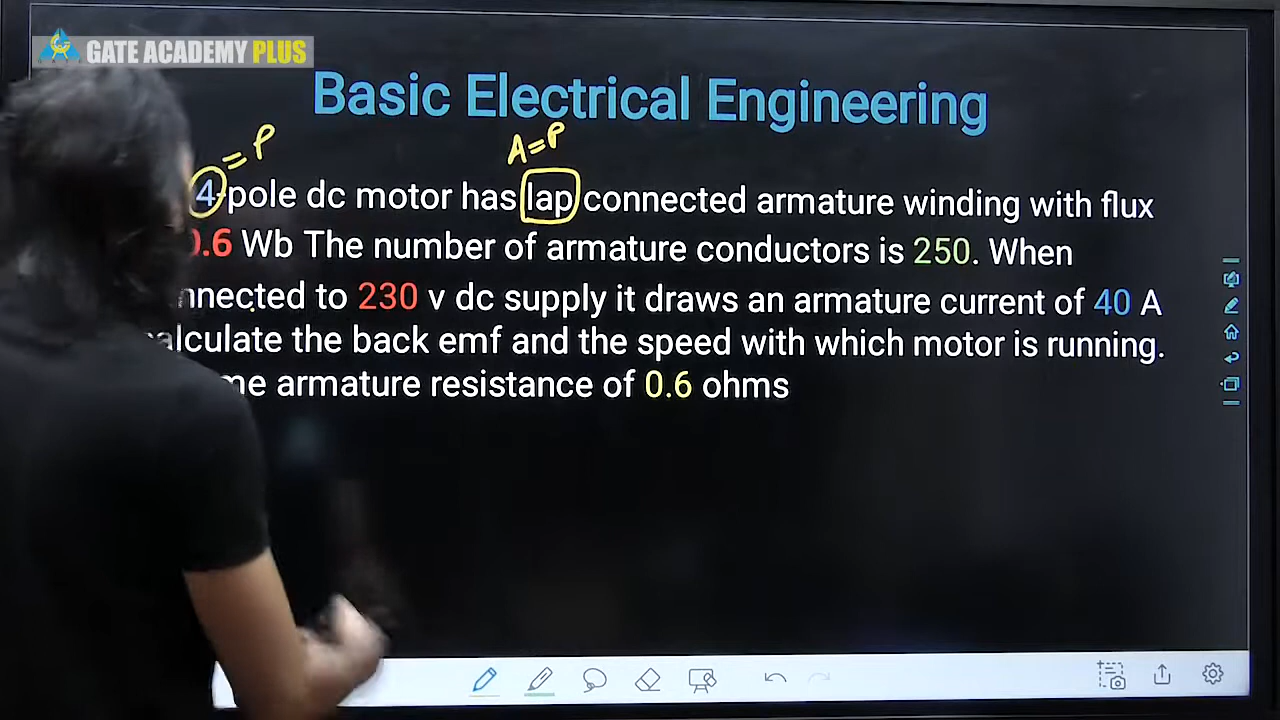 GATE ACADEMY PLUS
Basic Electrical Engineering
= P
A=P
4 pole dc motor has lap connected armature winding with flux
0.6 Wb The number of armature conductors is 250. When
nnected to 230 v dc supply it draws an armature current of 40 A
alculate the back emf and the speed with which motor is running.
me armature resistance of 0.6 ohms